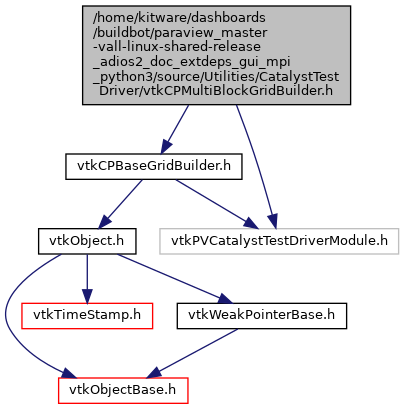 /home/kitware/dashboards
/buildbot/paraview_master
-vall-linux-shared-release
_adios2_doc_extdeps_gui_mpi
_python3/source/Utilities/CatalystTest
_Driver/vtkCPMultiBlockGridBuilder.h
vtkCPBaseGridBuilder.h
vtkObject.h
vtkPVCatalystTestDriverModule.h
vtkTimeStamp.h
vtkWeakPointerBase.h
vtkObjectBase.h